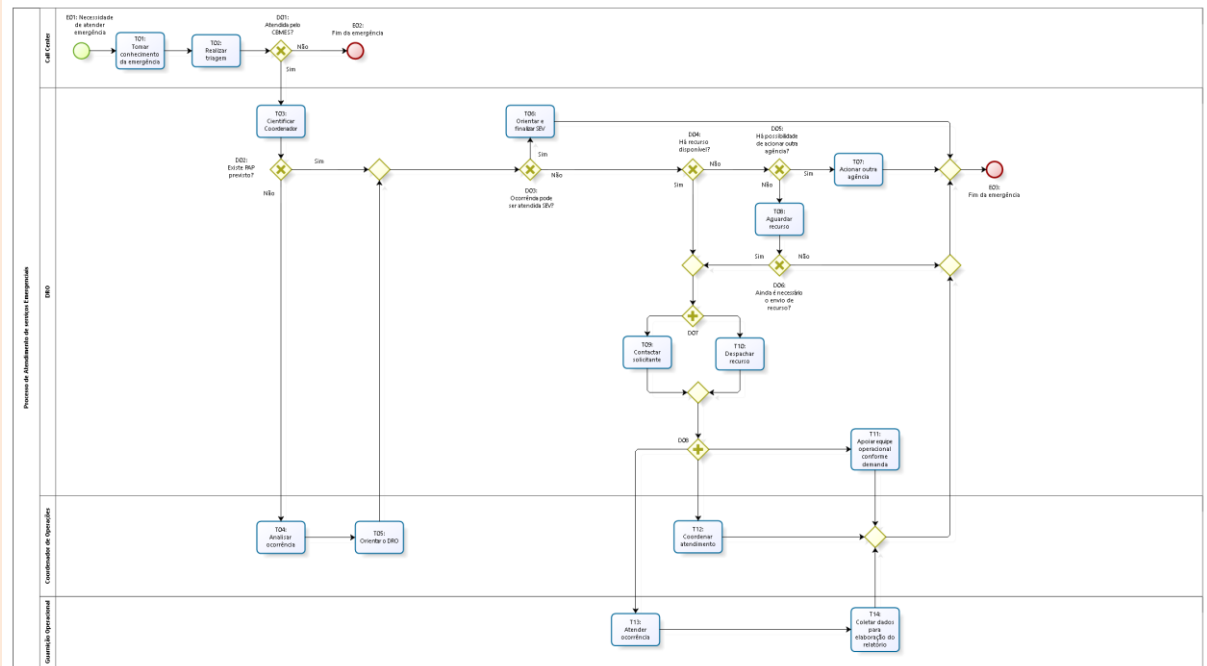 Processo de Atendimento de serviços Emergenciais
Call Center
E01: Necessidade
de atender
emergência
T01:
Tomar
conhecimento
da emergência
T02:
Realizar
triagem
D01:
Atendida pelo
CBMES?
Não
Sim
E02:
Fim da emergência
DRO
T03:
Cientificar
Coordenador
D02:
Existe PAP
previsto?
Sim
Não
T06:
Orientar e
finalizar SEV
Sim
Não
D03:
Ocorrência pode
ser atendida SEV?
D04:
Há recurso
disponível?
Não
Sim
D05:
Há possibilidade
de acionar outra
agência?
Não
Sim
T07:
Acionar outra
agência
E03:
Fim da emergência
T08:
Aguardar
recurso
Sim
Não
D06:
Ainda é necessário
o envio de
recurso?
D07
T09:
Contactar
solicitante
T10:
Despachar
recurso
D08
T11:
Apoiar equipe
operacional
conforme
demanda
Coordenador de Operações
T04:
Analisar
ocorrência
T05:
Orientar o DRO
T12:
Coordenar
atendimento
Guarnição Operacional
T13:
Atender
ocorrência
T14:
Coletar dados
para
elaboração do
relatório